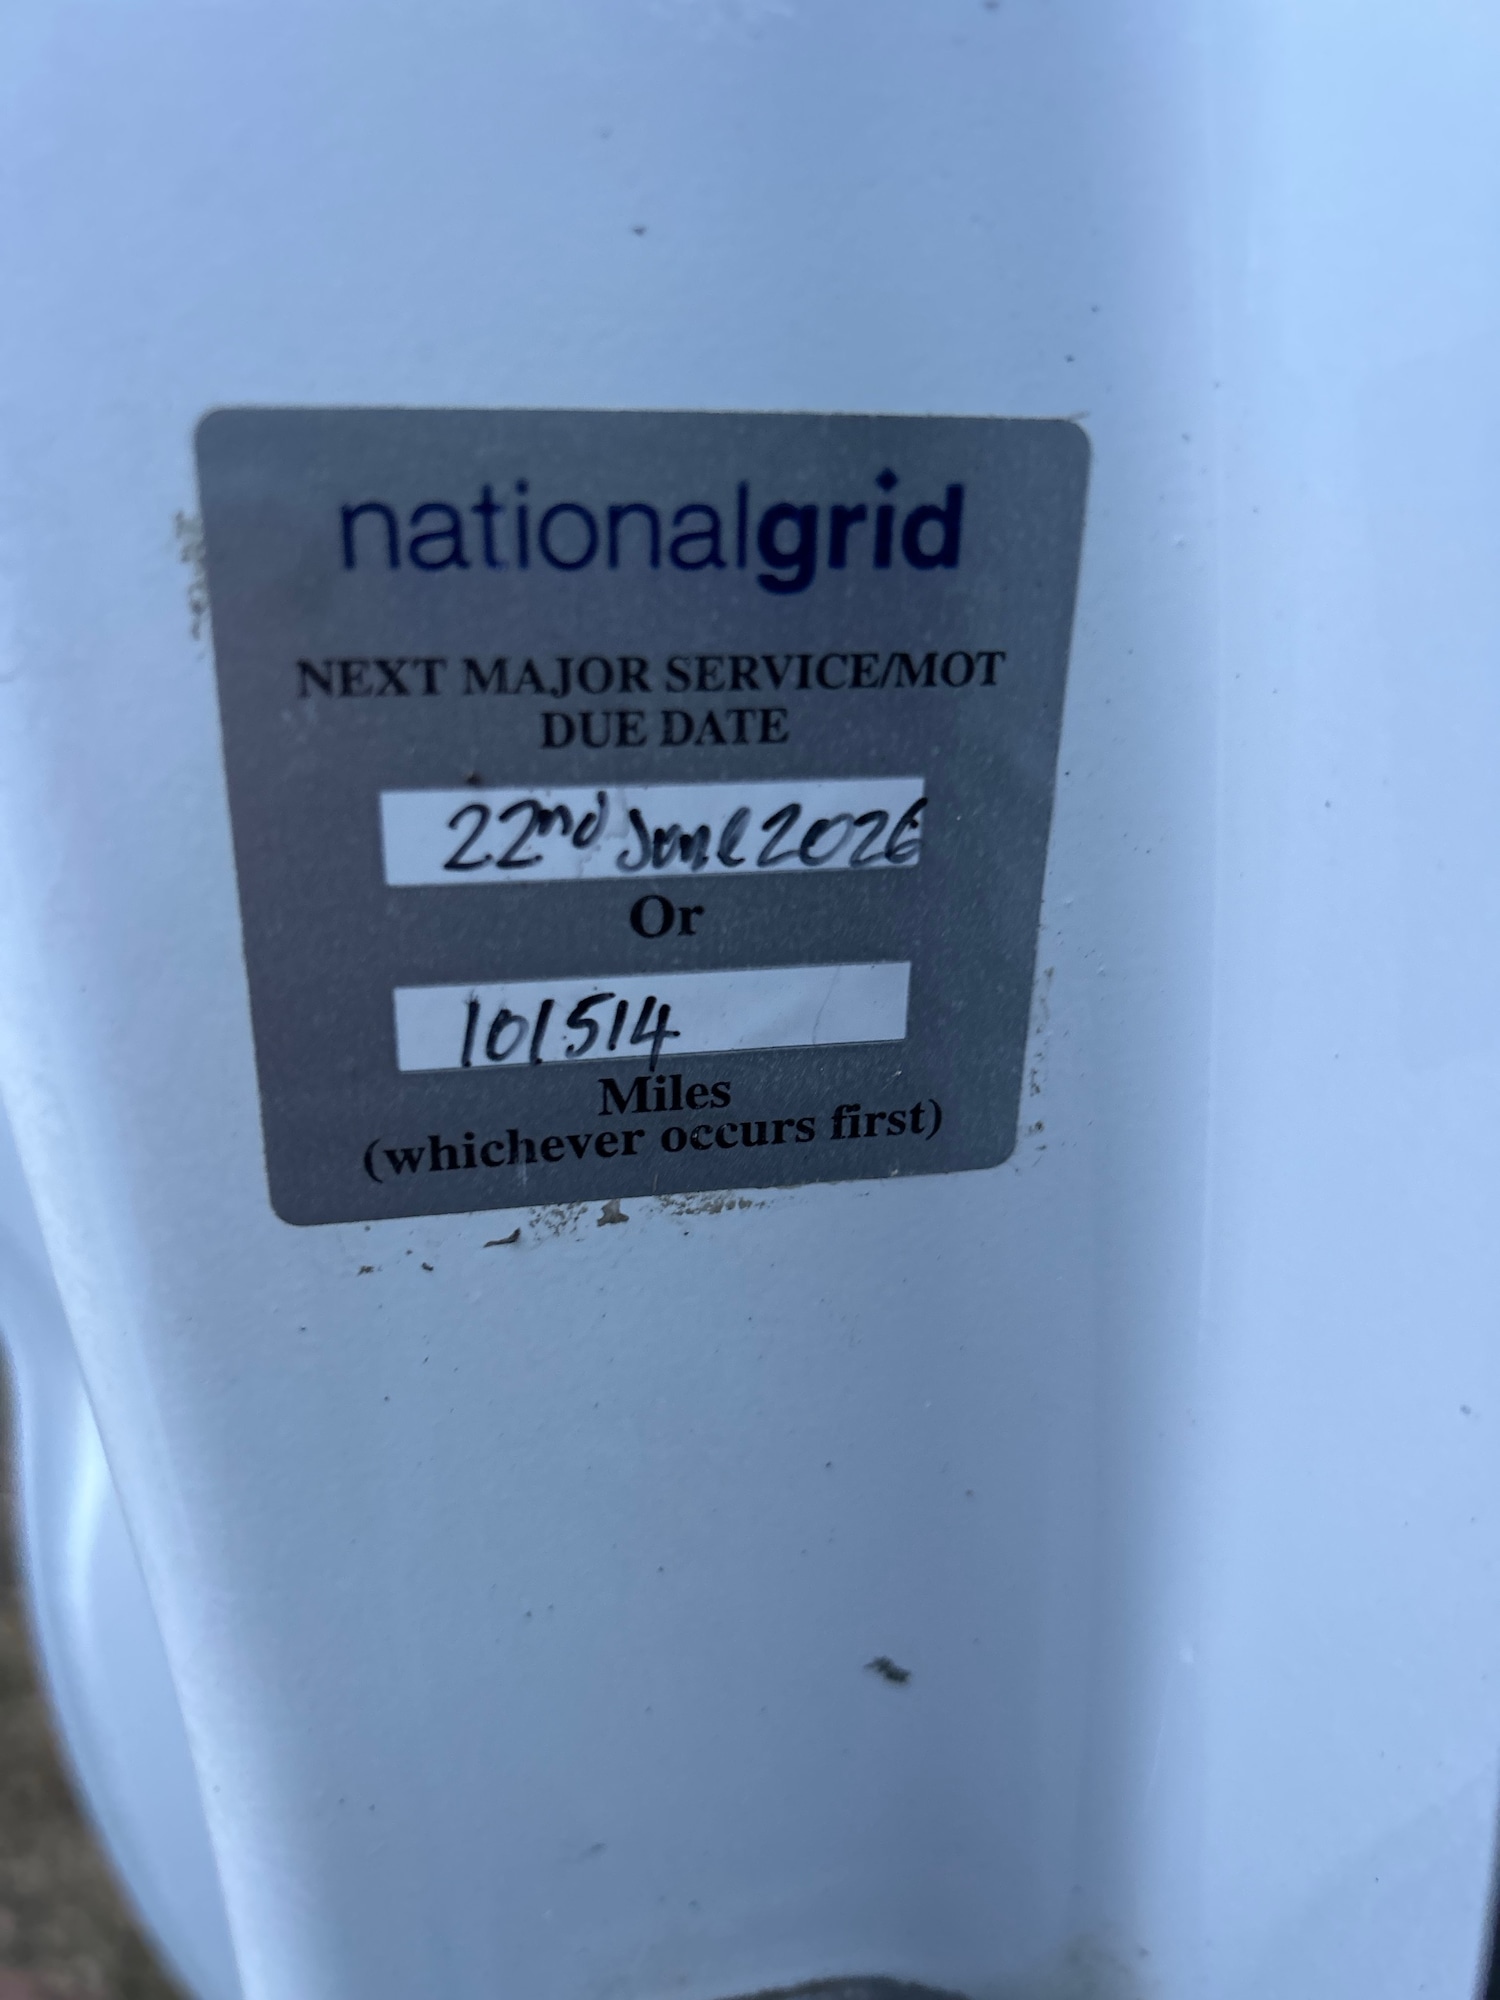 nationalgrid
NEXT MAJOR SERVICE/MOT
DUE DATE
22nd June 2026
Or
101514
Miles
(whichever occurs first)